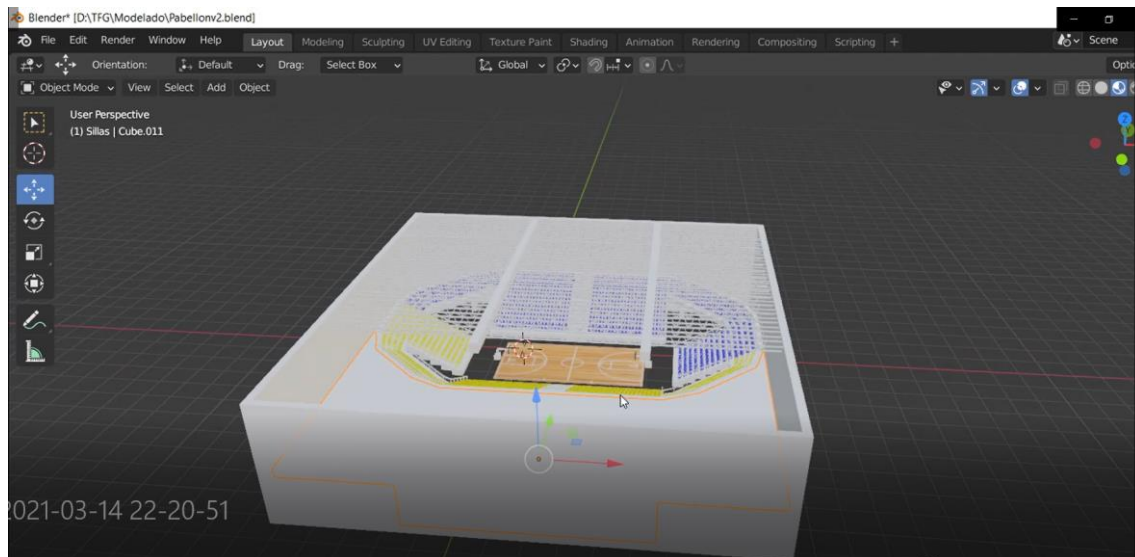 Blender* [D:\TFG\Modelado\Pabellonv2.blend]
File Edit Render Window Help Layout Modeling Sculpting UV Editing Texture Paint Shading Animation Rendering Compositing Scripting + Scene
Orientation: Default Drag: Select Box Global Optio
Object Mode View Select Add Object
User Perspective
(1) Sillas | Cube.011
Z
2021-03-14 22-20-51